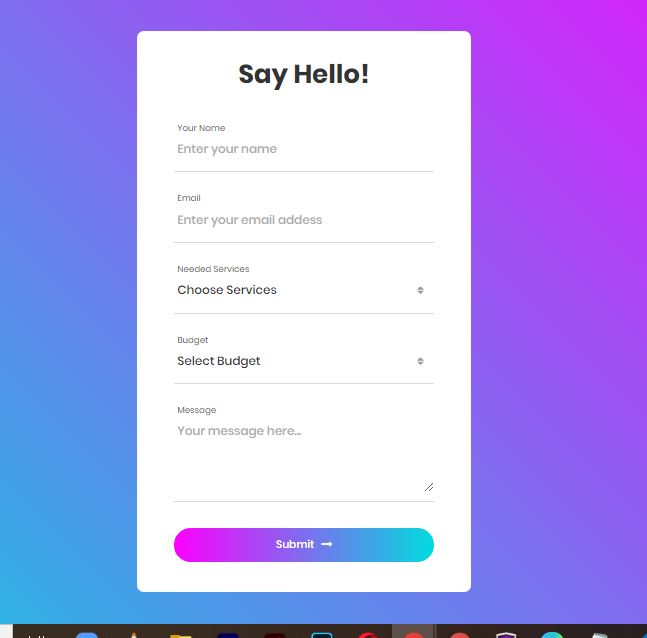 Say Hello!
Your Name
Enter your name
Email
Enter your email addess
Needed Services
Choose Services
Budget
Select Budget
Message
Your message here...
Submit